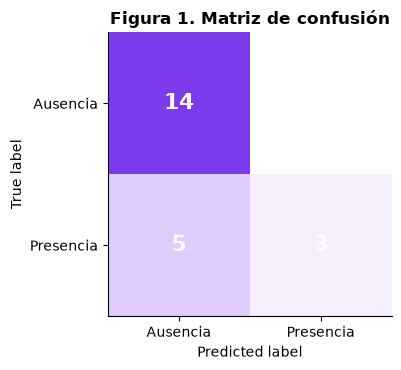 Figura 1. Matriz de confusión
True label
Ausencia
14
Presencia
5
3
Ausencia
Presencia
Predicted label